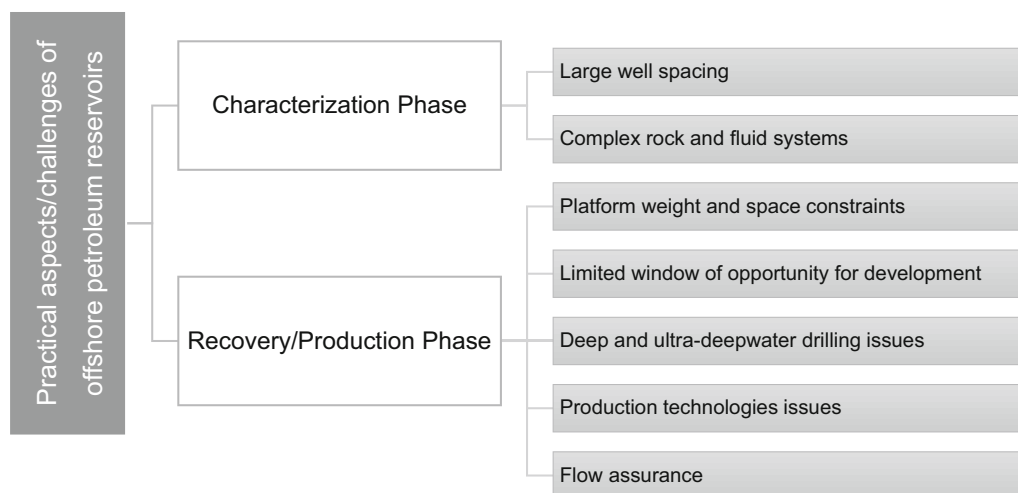 Practical aspects/challenges of
offshore petroleum reservoirs
Characterization Phase
Large well spacing
Complex rock and fluid systems
Recovery/Production Phase
Platform weight and space constraints
Limited window of opportunity for development
Deep and ultra-deepwater drilling issues
Production technologies issues
Flow assurance